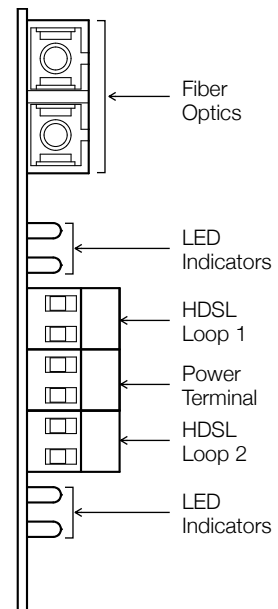 Fiber
Optics
LED
Indicators
HDSL
Loop 1
Power
Terminal
HDSL
Loop 2
LED
Indicators